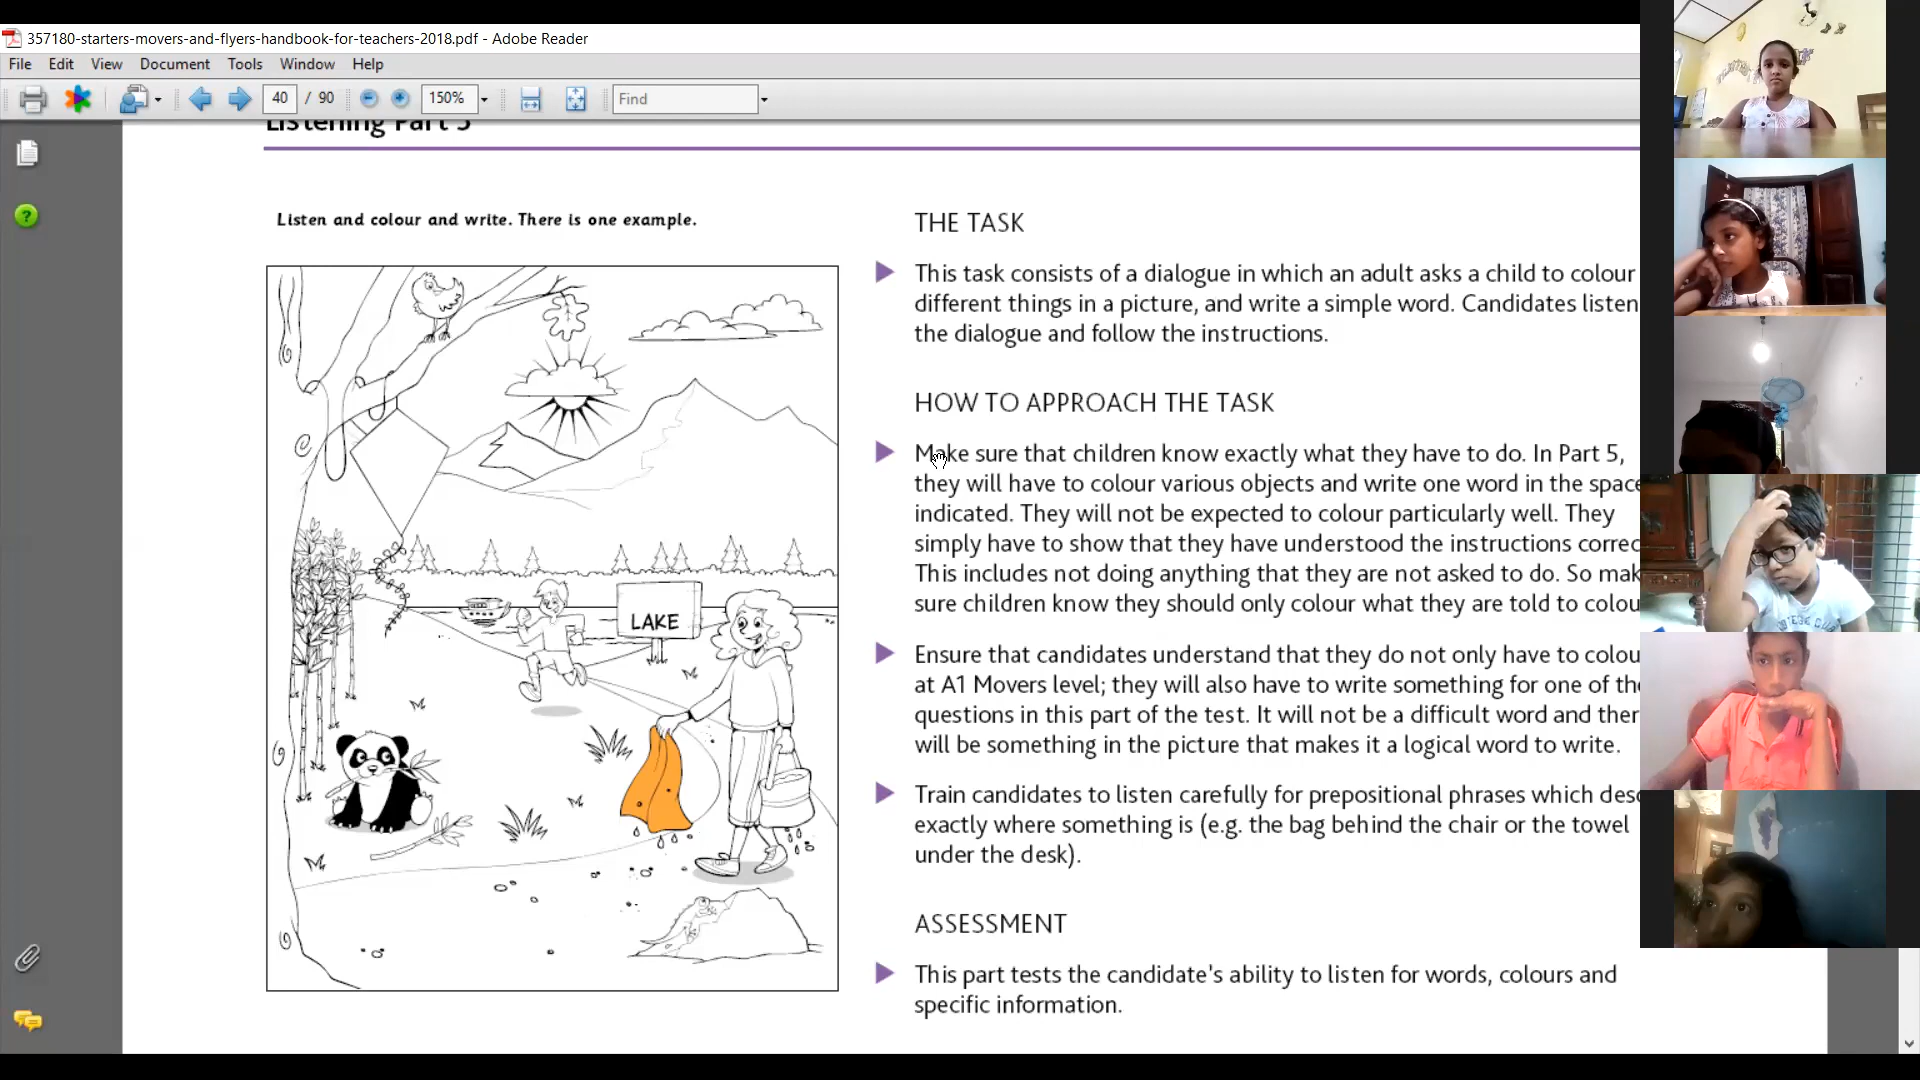 357180-starters-movers-and-flyers-handbook-for-teachers-2018.pdf - Adobe Reader
File Edit View Document Tools Window Help
40 / 90 150% Find
Listening Part 5
Listen and colour and write. There is one example.
LAKE
THE TASK
This task consists of a dialogue in which an adult asks a child to colour
different things in a picture, and write a simple word. Candidates listen
the dialogue and follow the instructions.
HOW TO APPROACH THE TASK
Make sure that children know exactly what they have to do. In Part 5,
they will have to colour various objects and write one word in the space
indicated. They will not be expected to colour particularly well. They
simply have to show that they have understood the instructions correc
This includes not doing anything that they are not asked to do. So mak
sure children know they should only colour what they are told to colou
Ensure that candidates understand that they do not only have to colou
at A1 Movers level; they will also have to write something for one of th
questions in this part of the test. It will not be a difficult word and ther
will be something in the picture that makes it a logical word to write.
Train candidates to listen carefully for prepositional phrases which desc
exactly where something is (e.g. the bag behind the chair or the towel
under the desk).
ASSESSMENT
This part tests the candidate's ability to listen for words, colours and
specific information.